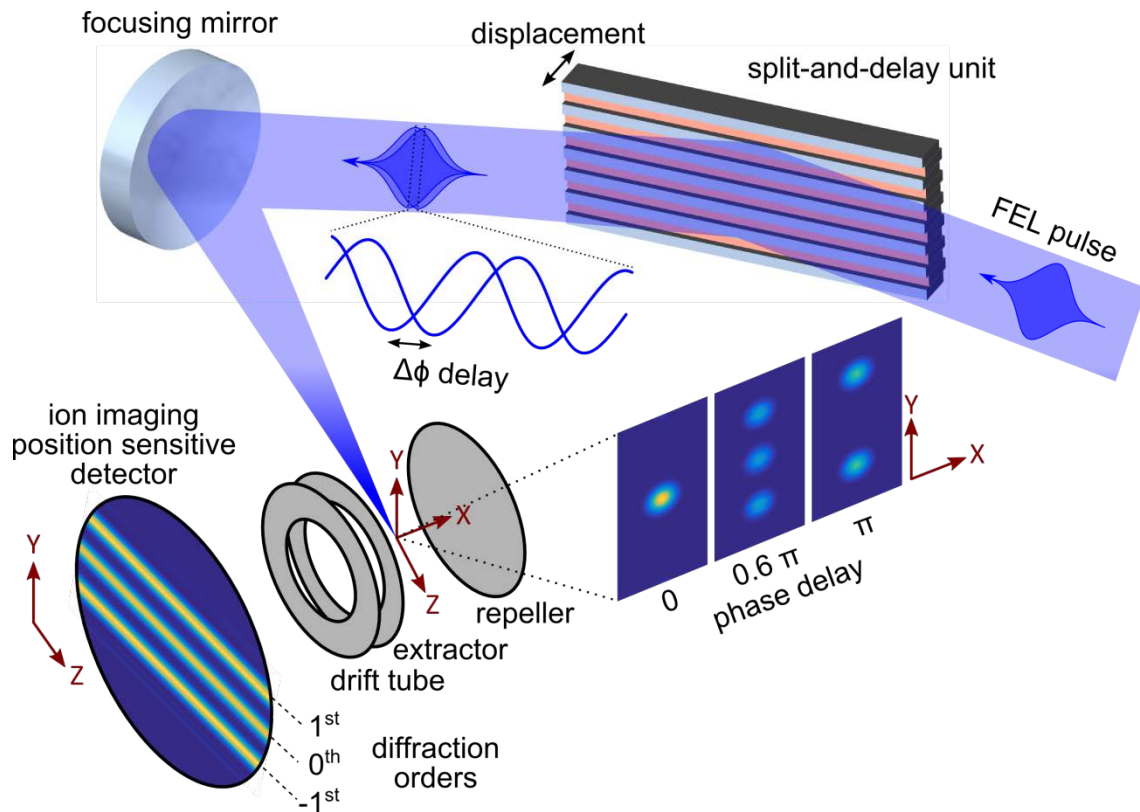 focusing mirror
displacement
split-and-delay unit
FEL pulse
Δϕ delay
ion imaging
position sensitive
detector
Y
Z
Y
X
Z
repeller
extractor
drift tube
0
0.6 π
π
phase delay
Y
X
1st
0th
-1st
diffraction
orders